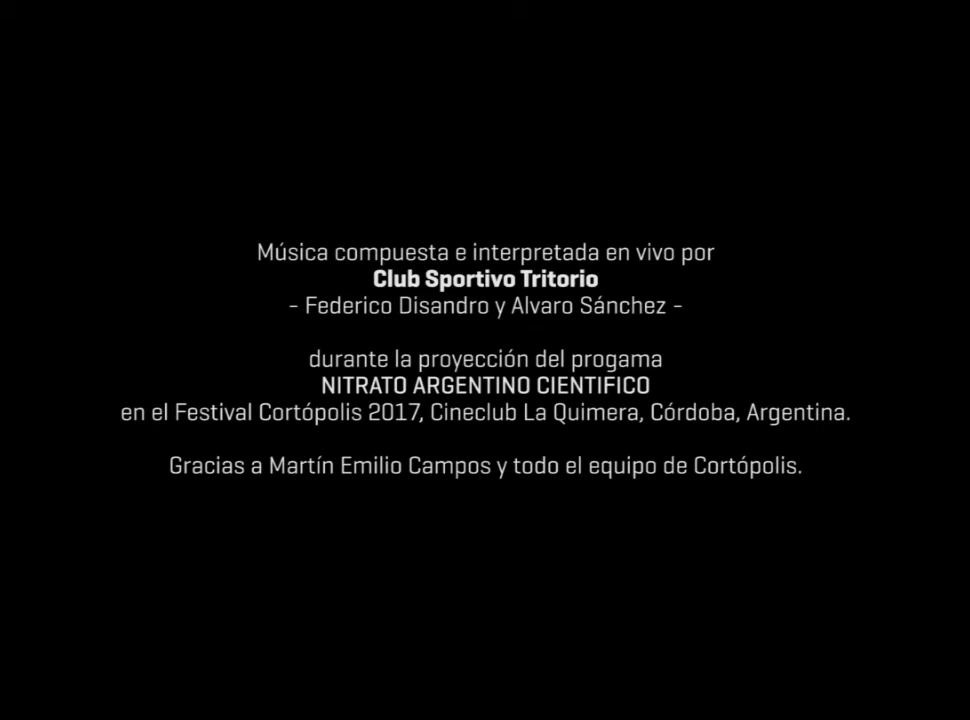 Música compuesta e interpretada en vivo por
Club Sportivo Tritorio
- Federico Disandro y Alvaro Sánchez -
durante la proyección del progama
NITRATO ARGENTINO CIENTIFICO
en el Festival Cortópolis 2017, Cineclub La Quimera, Córdoba, Argentina.
Gracias a Martín Emilio Campos y todo el equipo de Cortópolis.